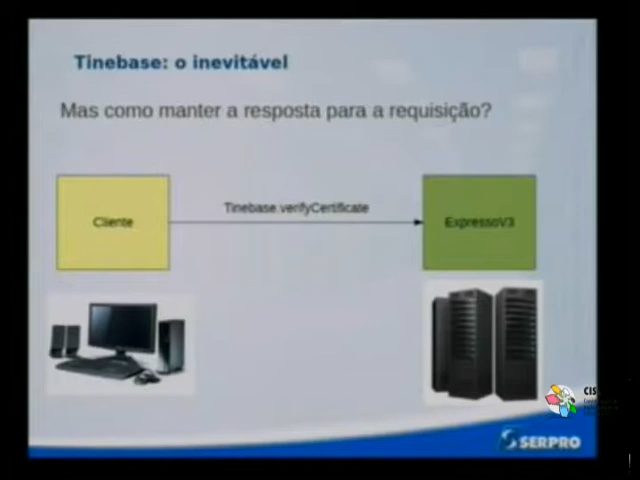 Tinebase: o inevitável
Mas como manter a resposta para a requisição?
Tinebase.verifyCertificate
Cliente
ExpressoV3
CIS
SERPRO